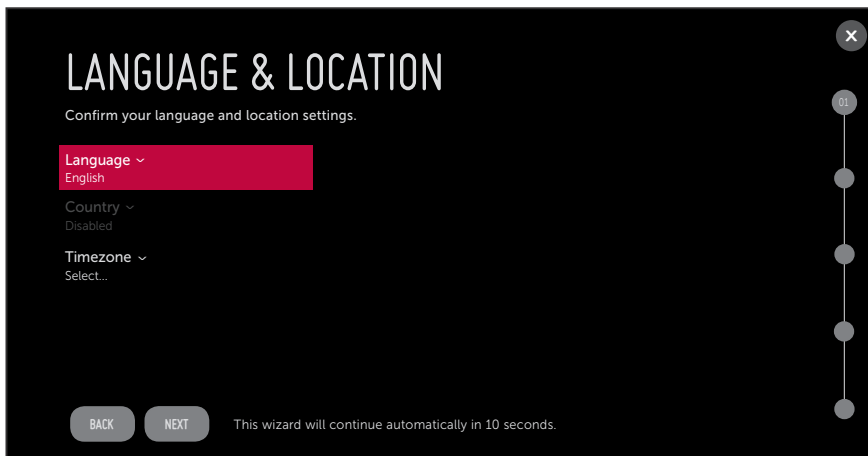 X
LANGUAGE & LOCATION
Confirm your language and location settings.
01
Language
English
Country
Disabled
Timezone
Select...
BACK NEXT This wizard will continue automatically in 10 seconds.